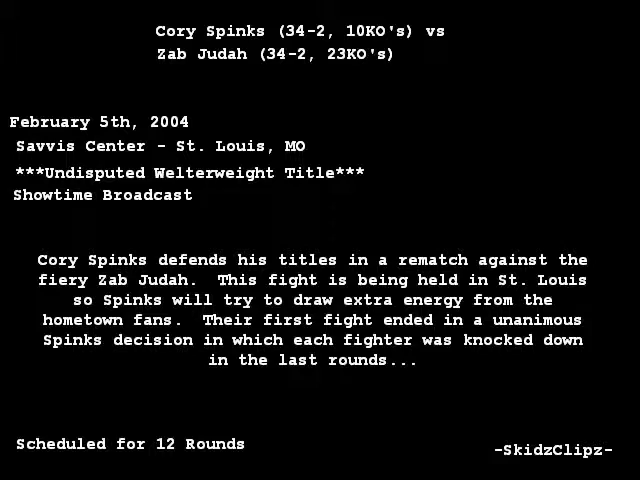 Cory Spinks (34-2, 10KO's) vs
Zab Judah (34-2, 23KO's)
February 5th, 2004
Savvis Center - St. Louis, MO
***Undisputed Welterweight Title***
Showtime Broadcast
Cory Spinks defends his titles in a rematch against the
fiery Zab Judah. This fight is being held in St. Louis
so Spinks will try to draw extra energy from the
hometown fans. Their first fight ended in a unanimous
Spinks decision in which each fighter was knocked down
in the last rounds...
Scheduled for 12 Rounds
-SkidzClipz-